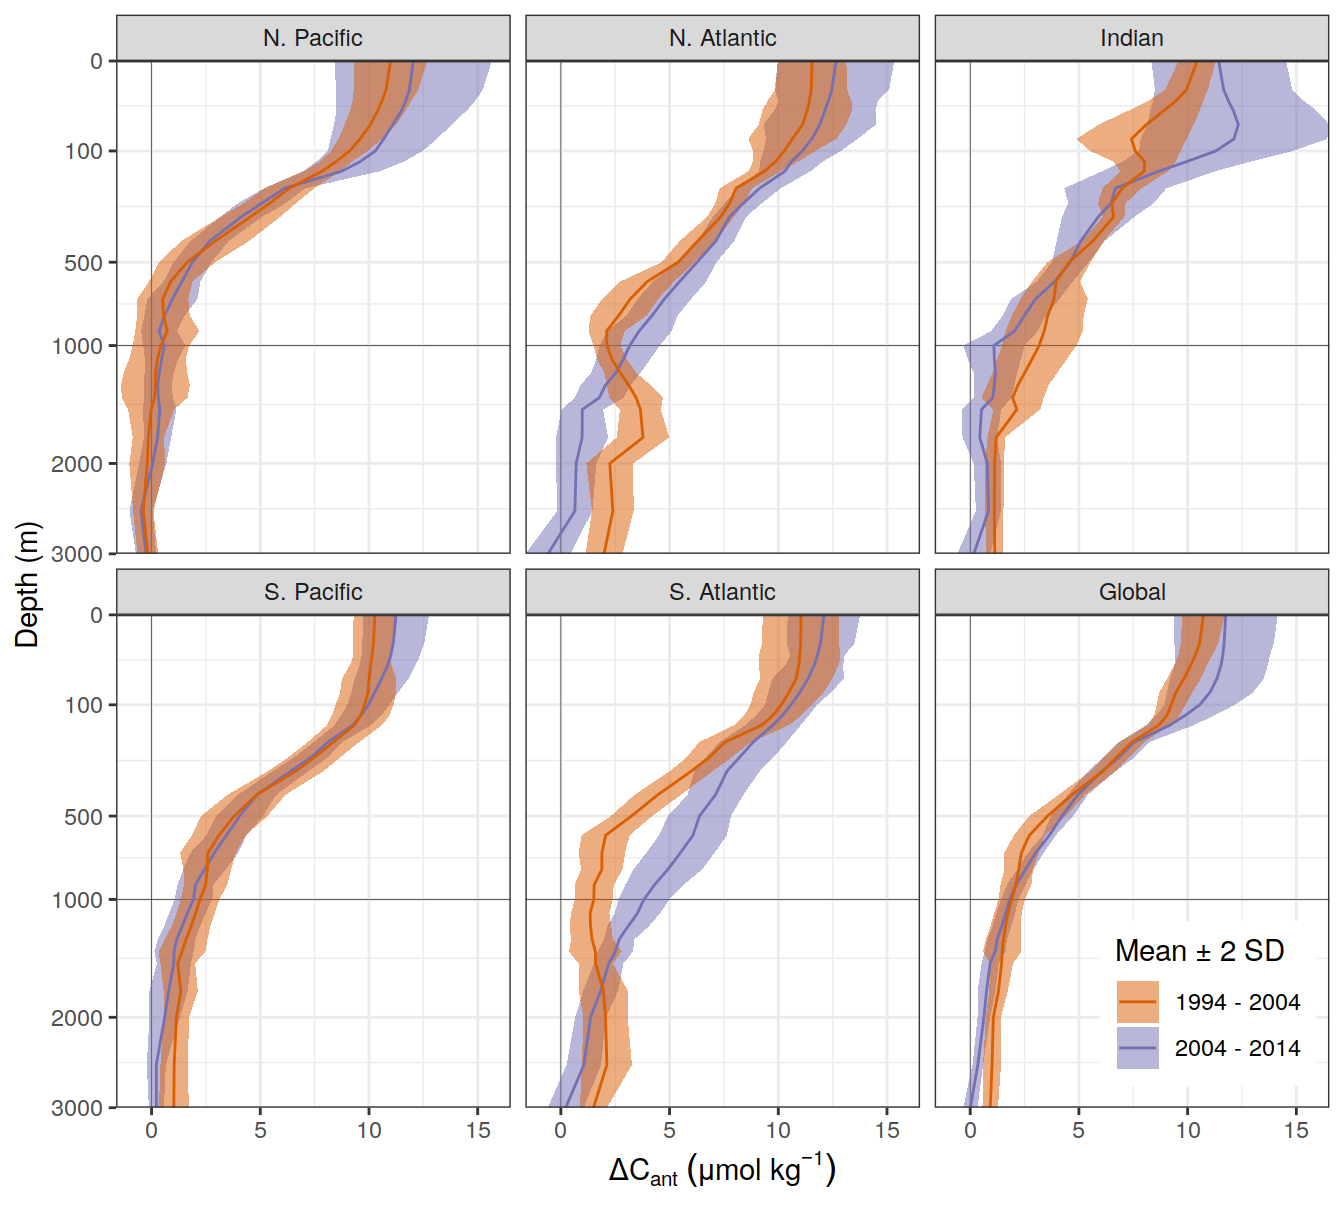 N. Pacific
N. Atlantic
Indian
0
100
500
1000
2000
3000
Depth (m)
S. Pacific
S. Atlantic
Global
0
100
500
1000
2000
3000
Mean ± 2 SD
1994 - 2004
2004 - 2014
0 5 10 15
0 5 10 15
0 5 10 15
ΔCant (μmol kg−1)